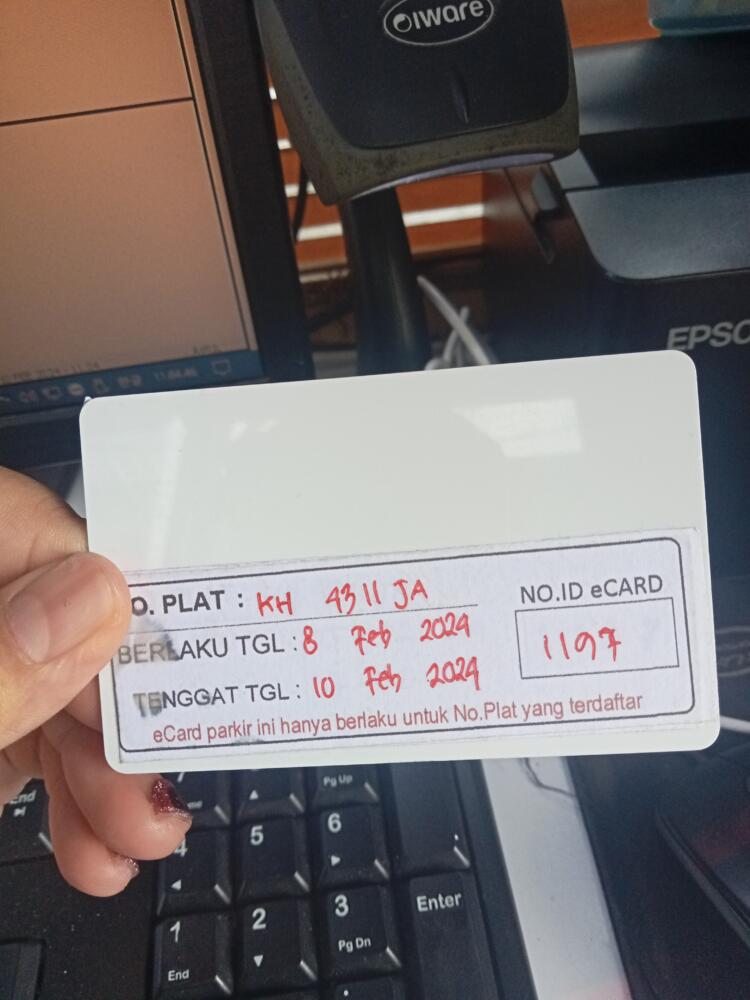 iware
EPSO
NO.ID eCARD
O. PLAT : KH 4311 JA
BERLAKU TGL : 8 Feb 2024
1197
TENGGAT TGL : 10 Feb 2024
eCard parkir ini hanya berlaku untuk No.Plat yang terdaftar
End
Pg Up
4
5
6
1
End
2
3
Pg Dn
Enter